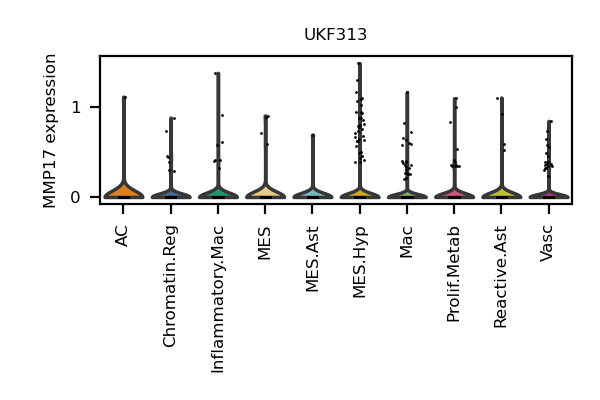 UKF313
MMP17 expression
1
0
AC
Chromatin.Reg
Inflammatory.Mac
MES
MES.Ast
MES.Hyp
Mac
Prolif.Metab
Reactive.Ast
Vasc